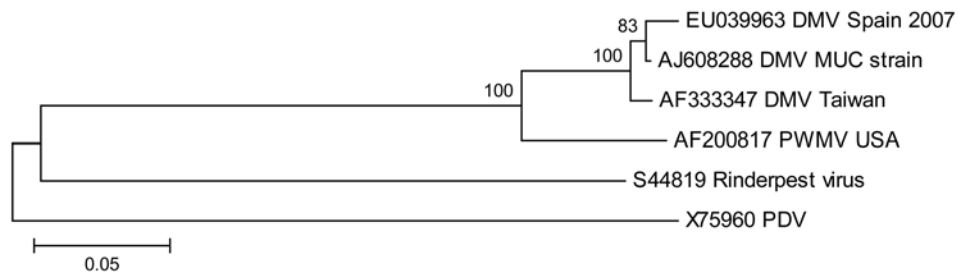 EU039963 DMV Spain 2007
83
AJ608288 DMV MUC strain
100
AF333347 DMV Taiwan
100
AF200817 PWMV USA
S44819 Rinderpest virus
X75960 PDV
0.05